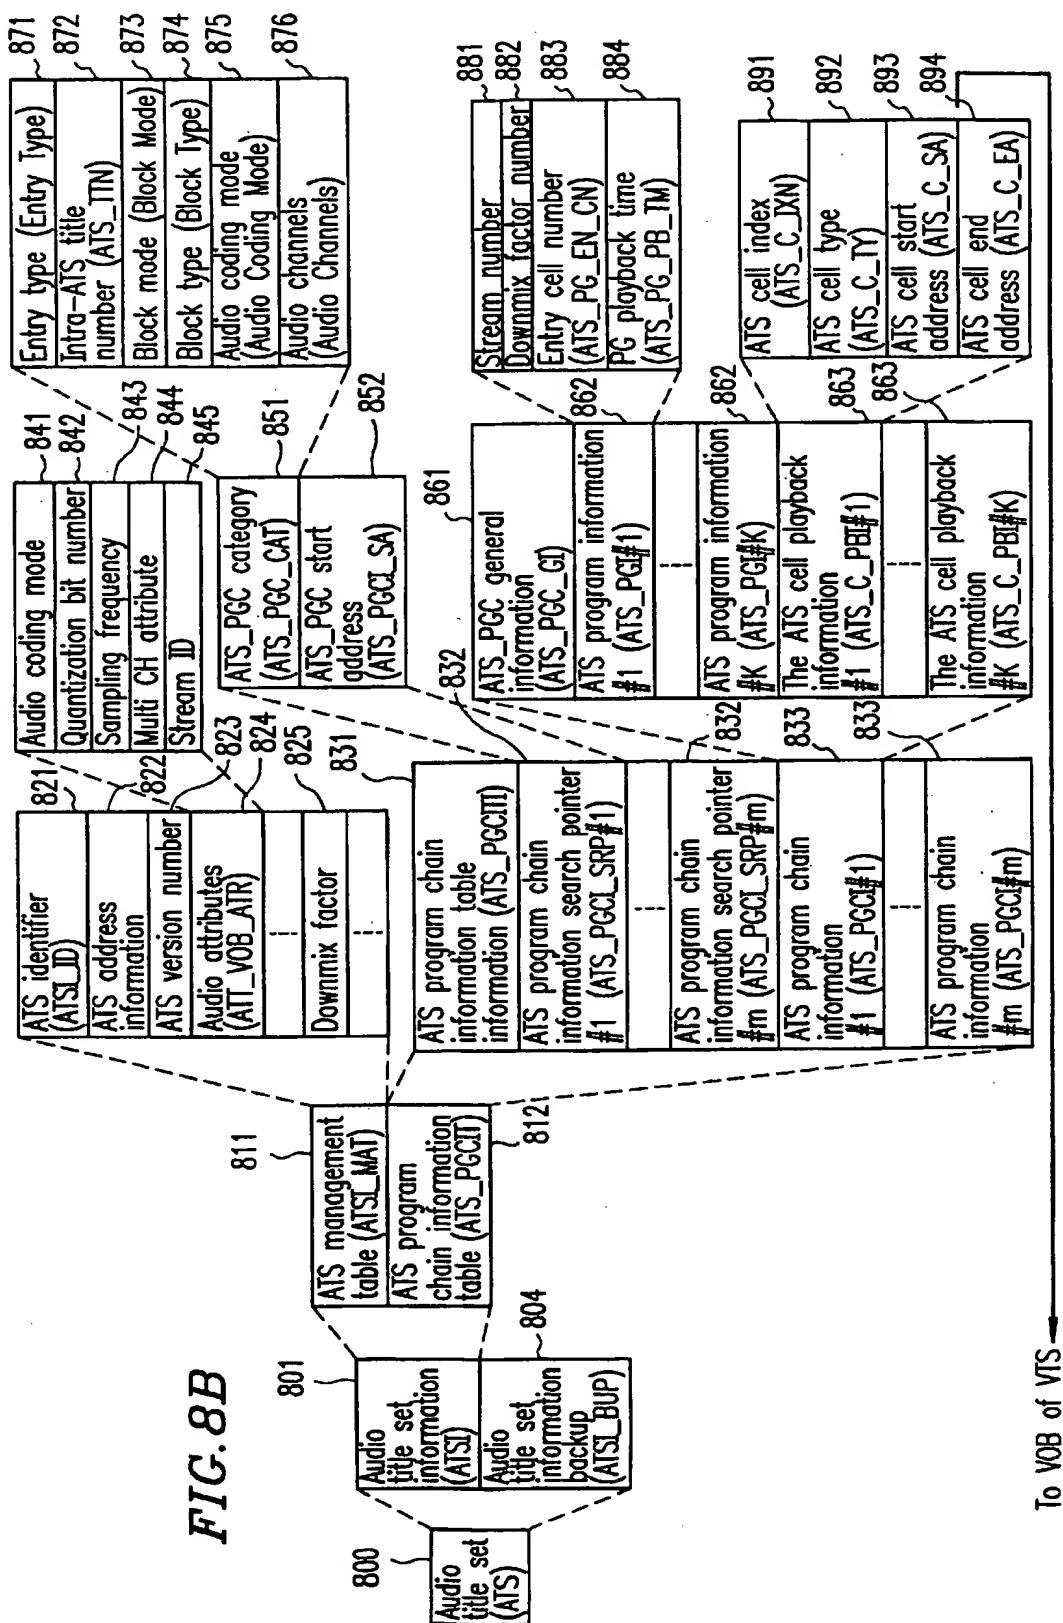 FIG. 8B
800
Audio
title set
(ATS)
801
Audio
title set
information
(ATSI)
Audio
title set
information
backup
(ATSI_BUP)
804
811
ATS management
table (ATSI_MAT)
ATS program
chain information
table (ATS_PGCIT)
812
821
ATS identifier
(ATSI_ID)
822
ATS address
information
823
ATS version number
824
Audio attributes
(ATT_VOB_ATR)
825
Downmix factor
831
ATS program chain
information table
information (ATS_PGCITI)
832
ATS program chain
information search pointer
#1 (ATS_PGCI_SRP#1)
832
ATS program chain
information search pointer
#m (ATS_PGCI_SRP#m)
833
ATS program chain
information
#1 (ATS_PGCI#1)
833
ATS program chain
information
#m (ATS_PGCI#m)
Audio coding mode
841
Quantization bit number
842
Sampling frequency
843
Multi CH attribute
844
Stream ID
845
ATS_PGC category
(ATS_PGC_CAT)
851
ATS_PGC start
address
(ATS_PGCI_SA)
852
861
ATS_PGC general
information
(ATS_PGC_GI)
ATS program information
#1 (ATS_PGI#1)
862
ATS program information
#K (ATS_PGI#K)
862
The ATS cell playback
information
#1 (ATS_C_PBI#1)
863
The ATS cell playback
information
#K (ATS_C_PBI#K)
863
Entry type (Entry Type)
871
Intra-ATS title
number (ATS_TTN)
872
Block mode (Block Mode)
873
Block type (Block Type)
874
Audio coding mode
(Audio Coding Mode)
875
Audio channels
(Audio Channels)
876
Stream number
881
Downmix factor number
882
Entry cell number
(ATS_PG_EN_CN)
883
PG playback time
(ATS_PG_PB_TM)
884
ATS cell index
(ATS_C_IXN)
891
ATS cell type
(ATS_C_TY)
892
ATS cell start
address (ATS_C_SA)
893
ATS cell end
address (ATS_C_EA)
894
To VOB of VTS